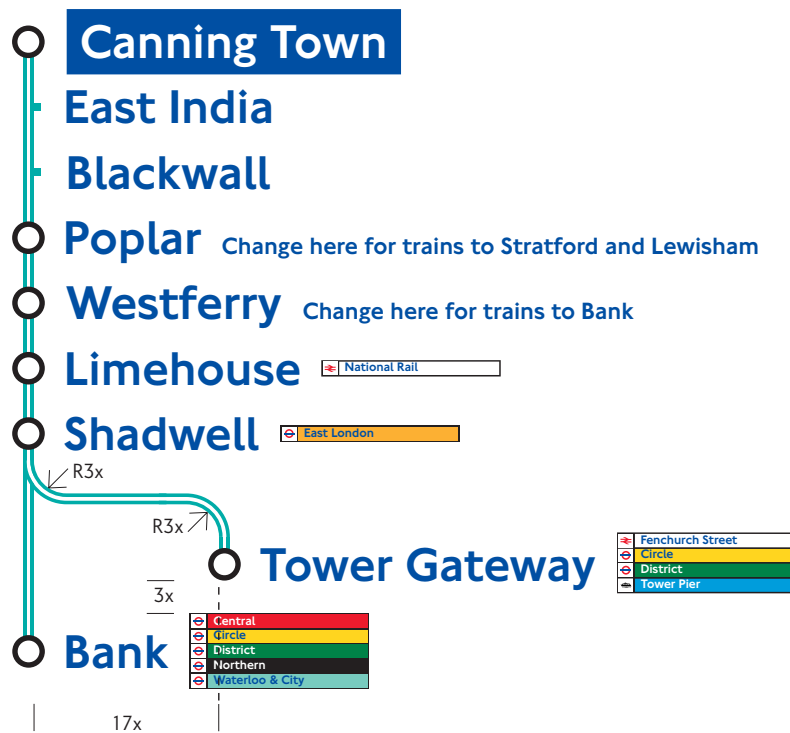 Canning Town
East India
Blackwall
Poplar Change here for trains to Stratford and Lewisham
Westferry Change here for trains to Bank
Limehouse National Rail
Shadwell East London
R3x
R3x
Tower Gateway
Fenchurch Street
Circle
District
Tower Pier
3x
Bank
Central
Circle
District
Northern
Waterloo & City
17x